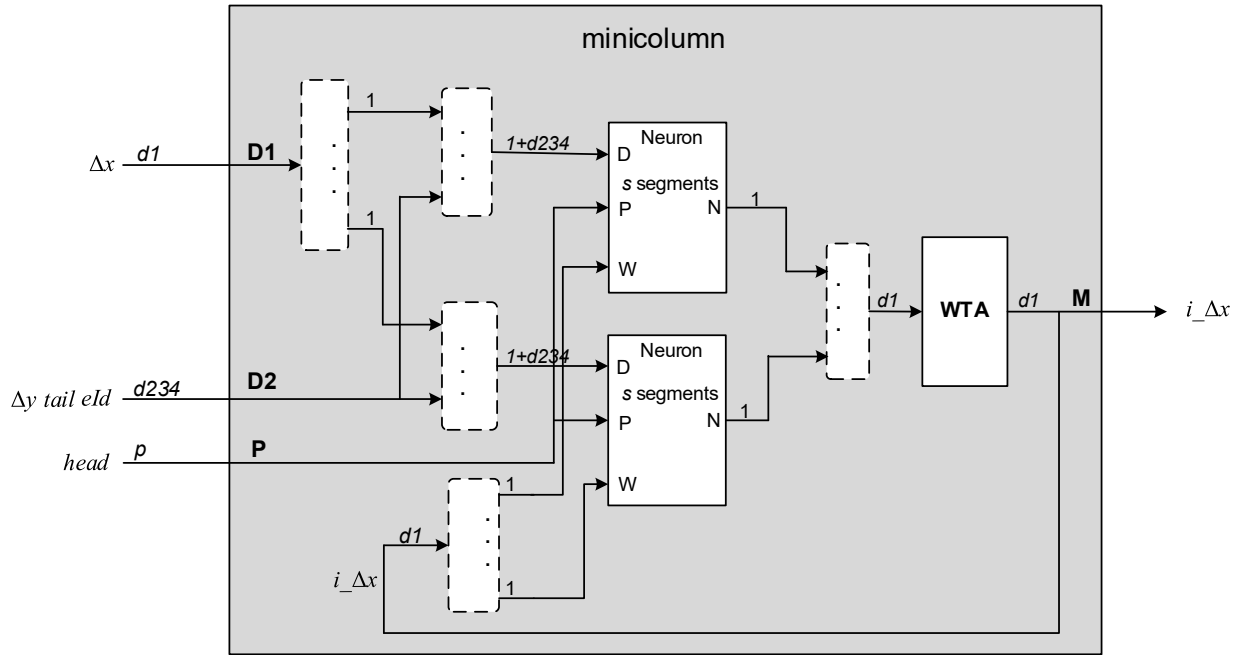 minicolumn
1
Δx d1 D1
1+d234
Neuron
D
s segments
P N 1
W
1
d1 WTA d1 M i_Δx
1+d234
Neuron
D
s segments
P N 1
W
Δy tail eId d234 D2
head p P
1
d1
i_Δx
1